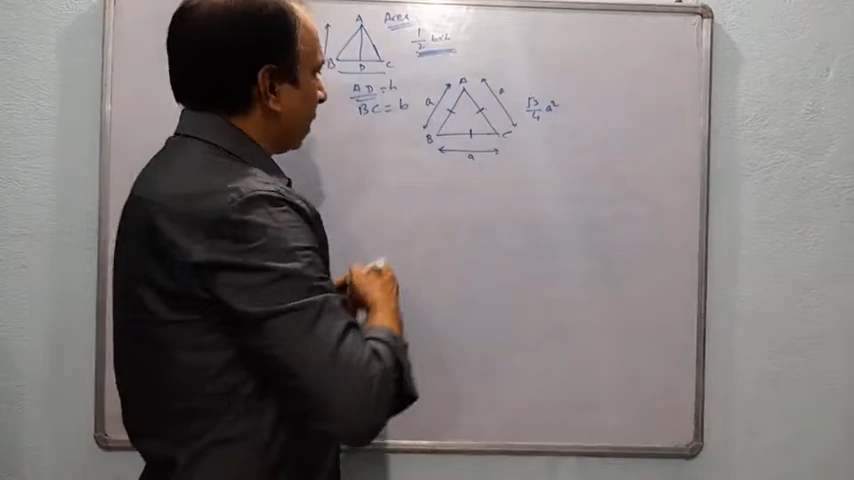 A
Area
B D C
1/2 b×h
AD = h
BC = b
A
a a
B C
a
√3/4 a²